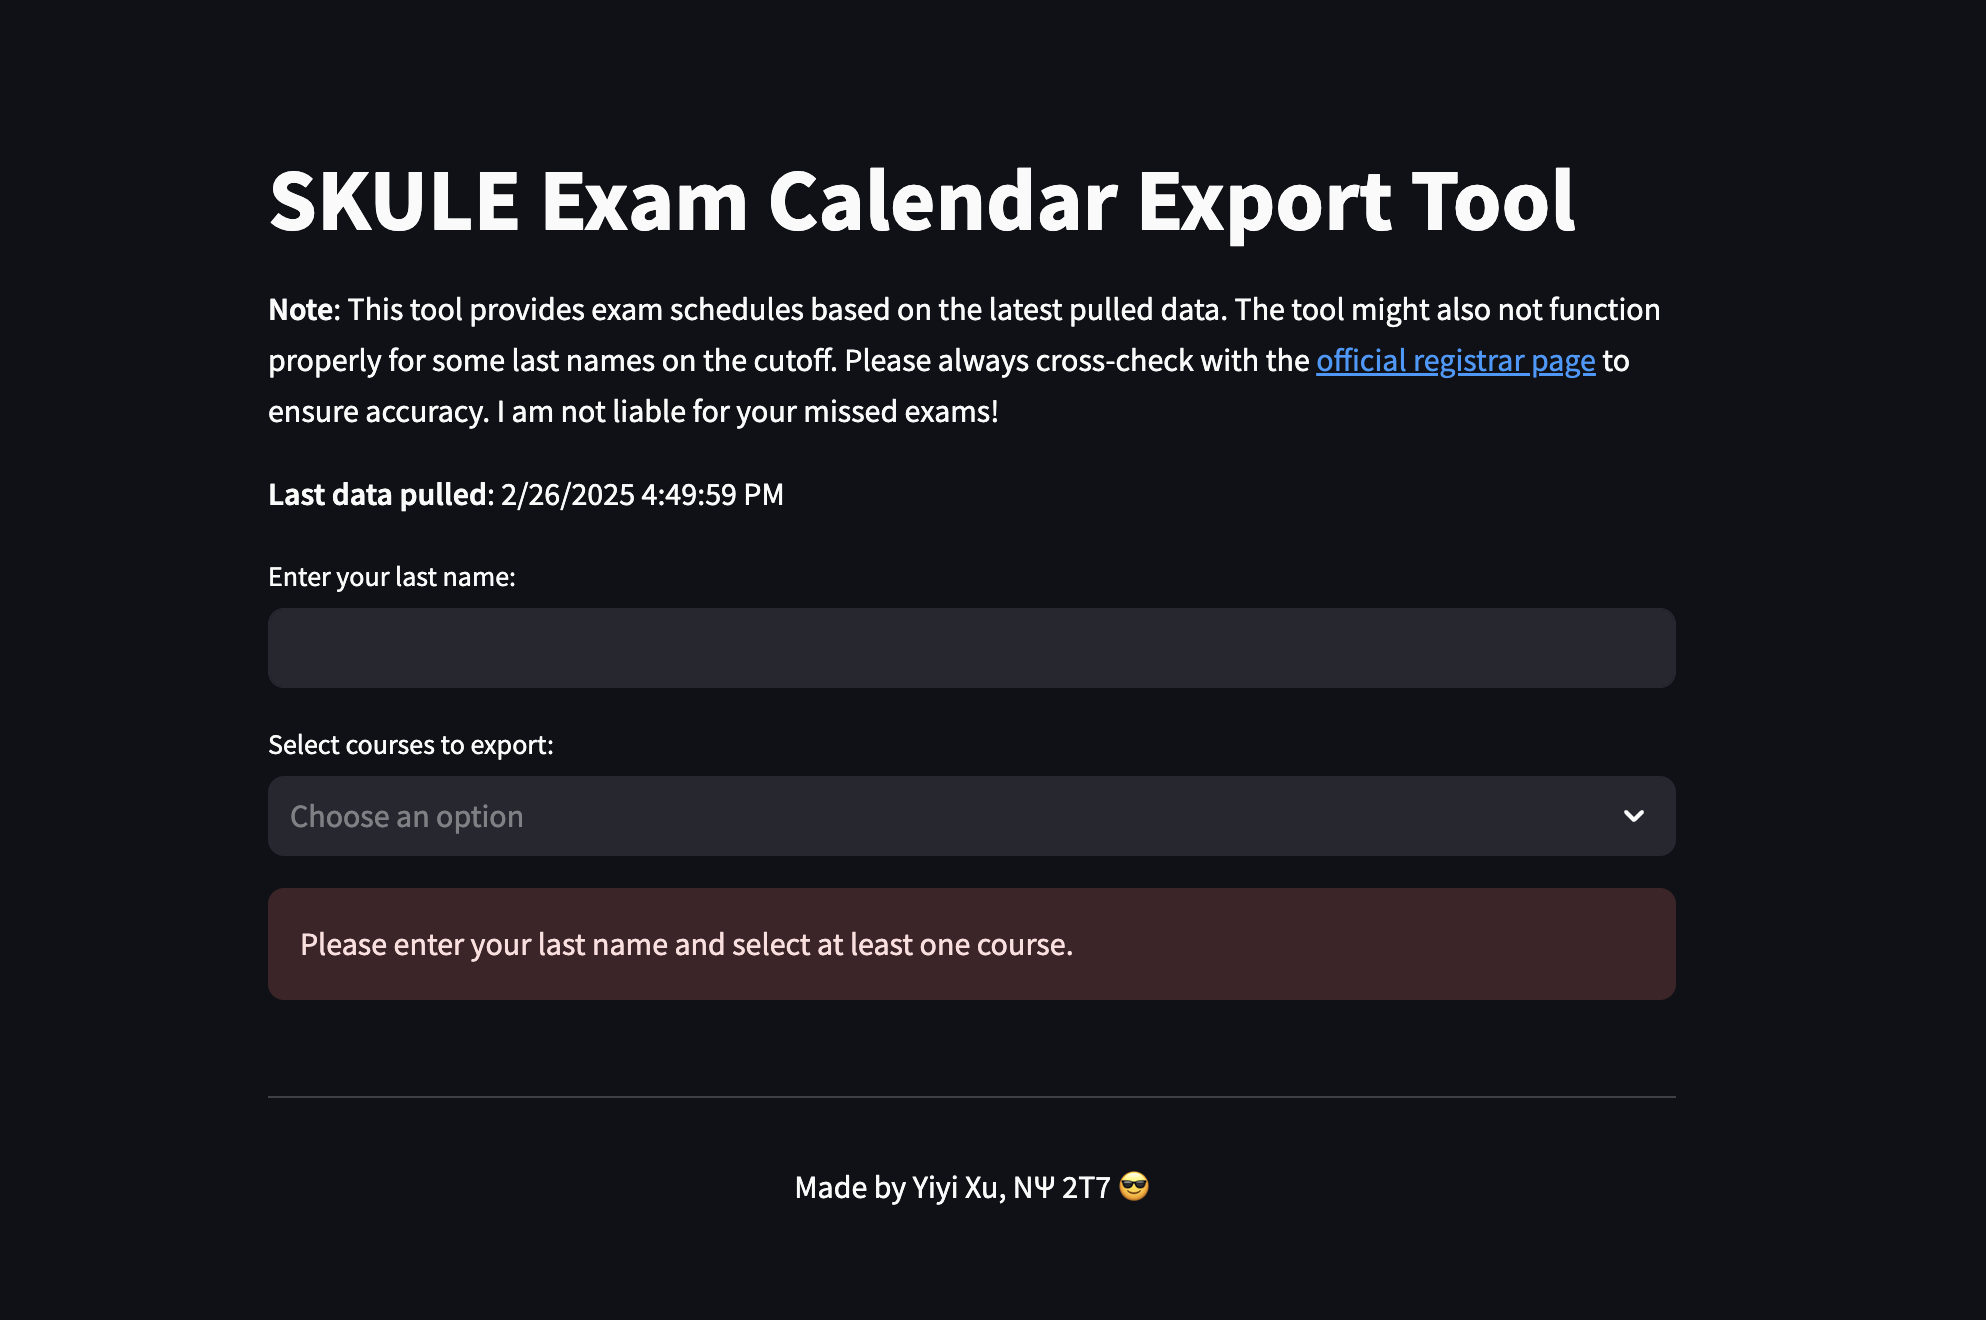 SKULE Exam Calendar Export Tool
Note: This tool provides exam schedules based on the latest pulled data. The tool might also not function
properly for some last names on the cutoff. Please always cross-check with the official registrar page to
ensure accuracy. I am not liable for your missed exams!
Last data pulled: 2/26/2025 4:49:59 PM
Enter your last name:
Select courses to export:
Choose an option
Please enter your last name and select at least one course.
Made by Yiyi Xu, NΨ 2T7 😎